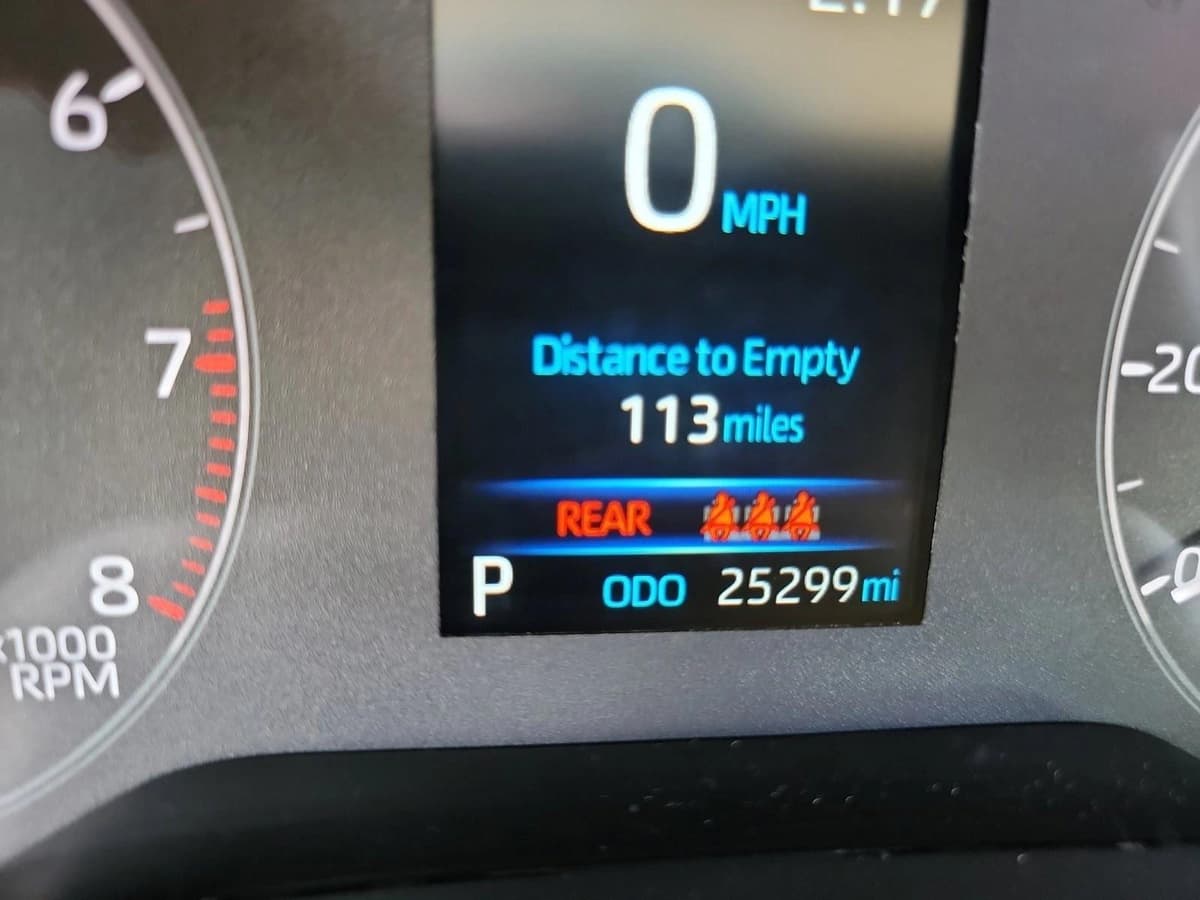 6
0 MPH
7
Distance to Empty
113 miles
-20
REAR
8
P ODO 25299 mi
x1000
RPM